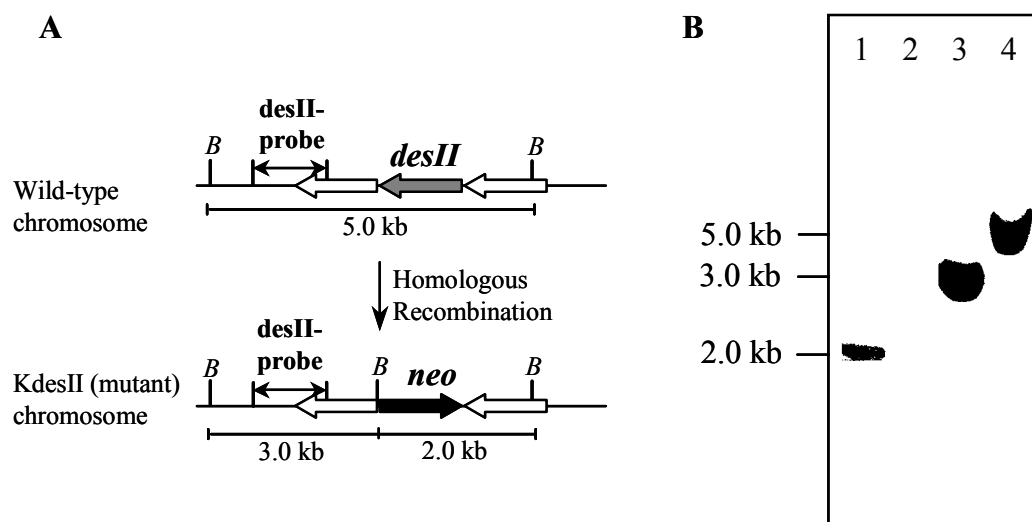 A
desII-
probe
B
desII
B
Wild-type
chromosome
5.0 kb
Homologous
Recombination
desII-
probe
B
B
neo
B
KdesII (mutant)
chromosome
3.0 kb
2.0 kb
B
1 2 3 4
5.0 kb
3.0 kb
2.0 kb